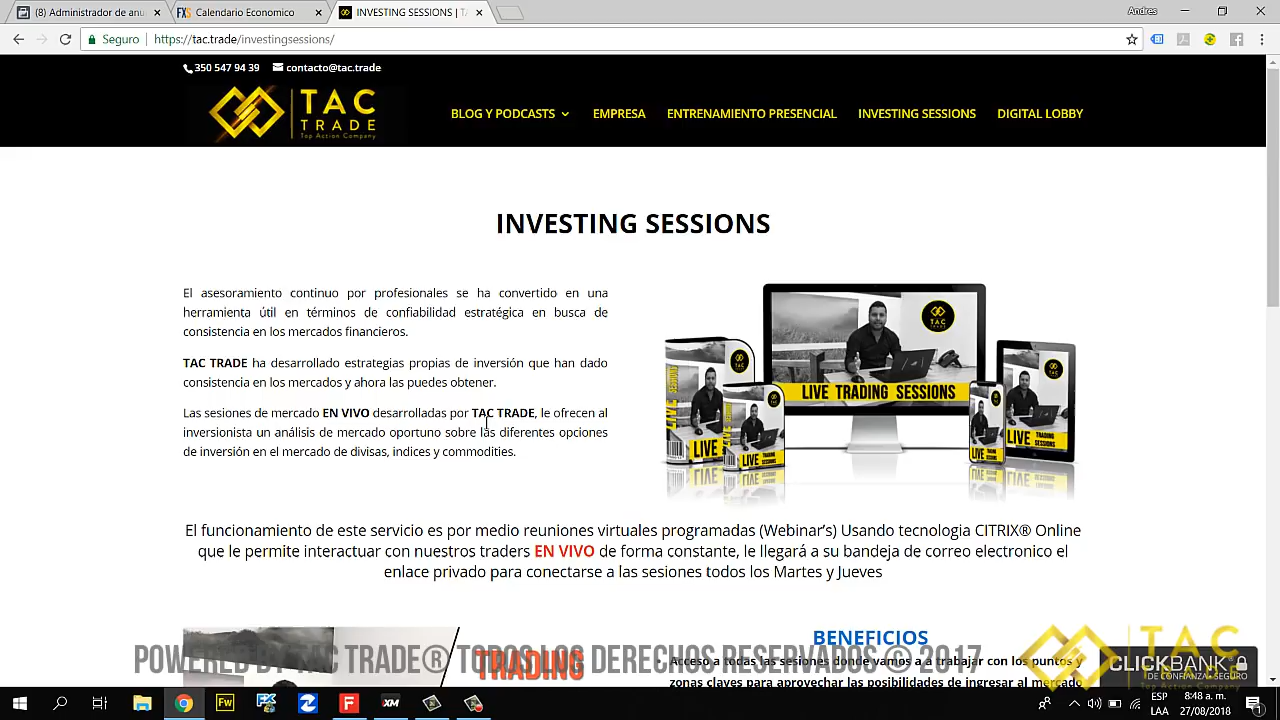 (8) Administrador de anu
Calendario Economico
INVESTING SESSIONS | T
Andres
Seguro
https://tac.trade/investingsessions/
350 547 94 39
contacto@tac.trade
TAC
TRADE
Top Action Company
BLOG Y PODCASTS
EMPRESA
ENTRENAMIENTO PRESENCIAL
INVESTING SESSIONS
DIGITAL LOBBY
INVESTING SESSIONS
El asesoramiento continuo por profesionales se ha convertido en una
herramienta útil en términos de confiabilidad estratégica en busca de
consistencia en los mercados financieros.
TAC TRADE ha desarrollado estrategias propias de inversión que han dado
consistencia en los mercados y ahora las puedes obtener.
Las sesiones de mercado EN VIVO desarrolladas por TAC TRADE, le ofrecen al
inversionista un análisis de mercado oportuno sobre las diferentes opciones
de inversión en el mercado de divisas, indices y commodities.
TAC
TRADE
LIVE TRADING SESSIONS
LIVE
LIVE
TRADING
SESSIONS
El funcionamiento de este servicio es por medio reuniones virtuales programadas (Webinar's) Usando tecnologia CITRIX® Online
que le permite interactuar con nuestros traders EN VIVO de forma constante, le llegará a su bandeja de correo electronico el
enlace privado para conectarse a las sesiones todos los Martes y Jueves
TRADING
BENEFICIOS
Acceso a todas las sesiones donde vamos a a trabajar con los puntos y
zonas claves para aprovechar las posibilidades de ingresar al mercado
POWERED BY TAC TRADE® TODOS LOS DERECHOS RESERVADOS © 2017
TAC
CLICKBANK
DE CONFIANZA + SEGURO
Fw
XM
ESP
LAA
8:48 a. m.
27/08/2018